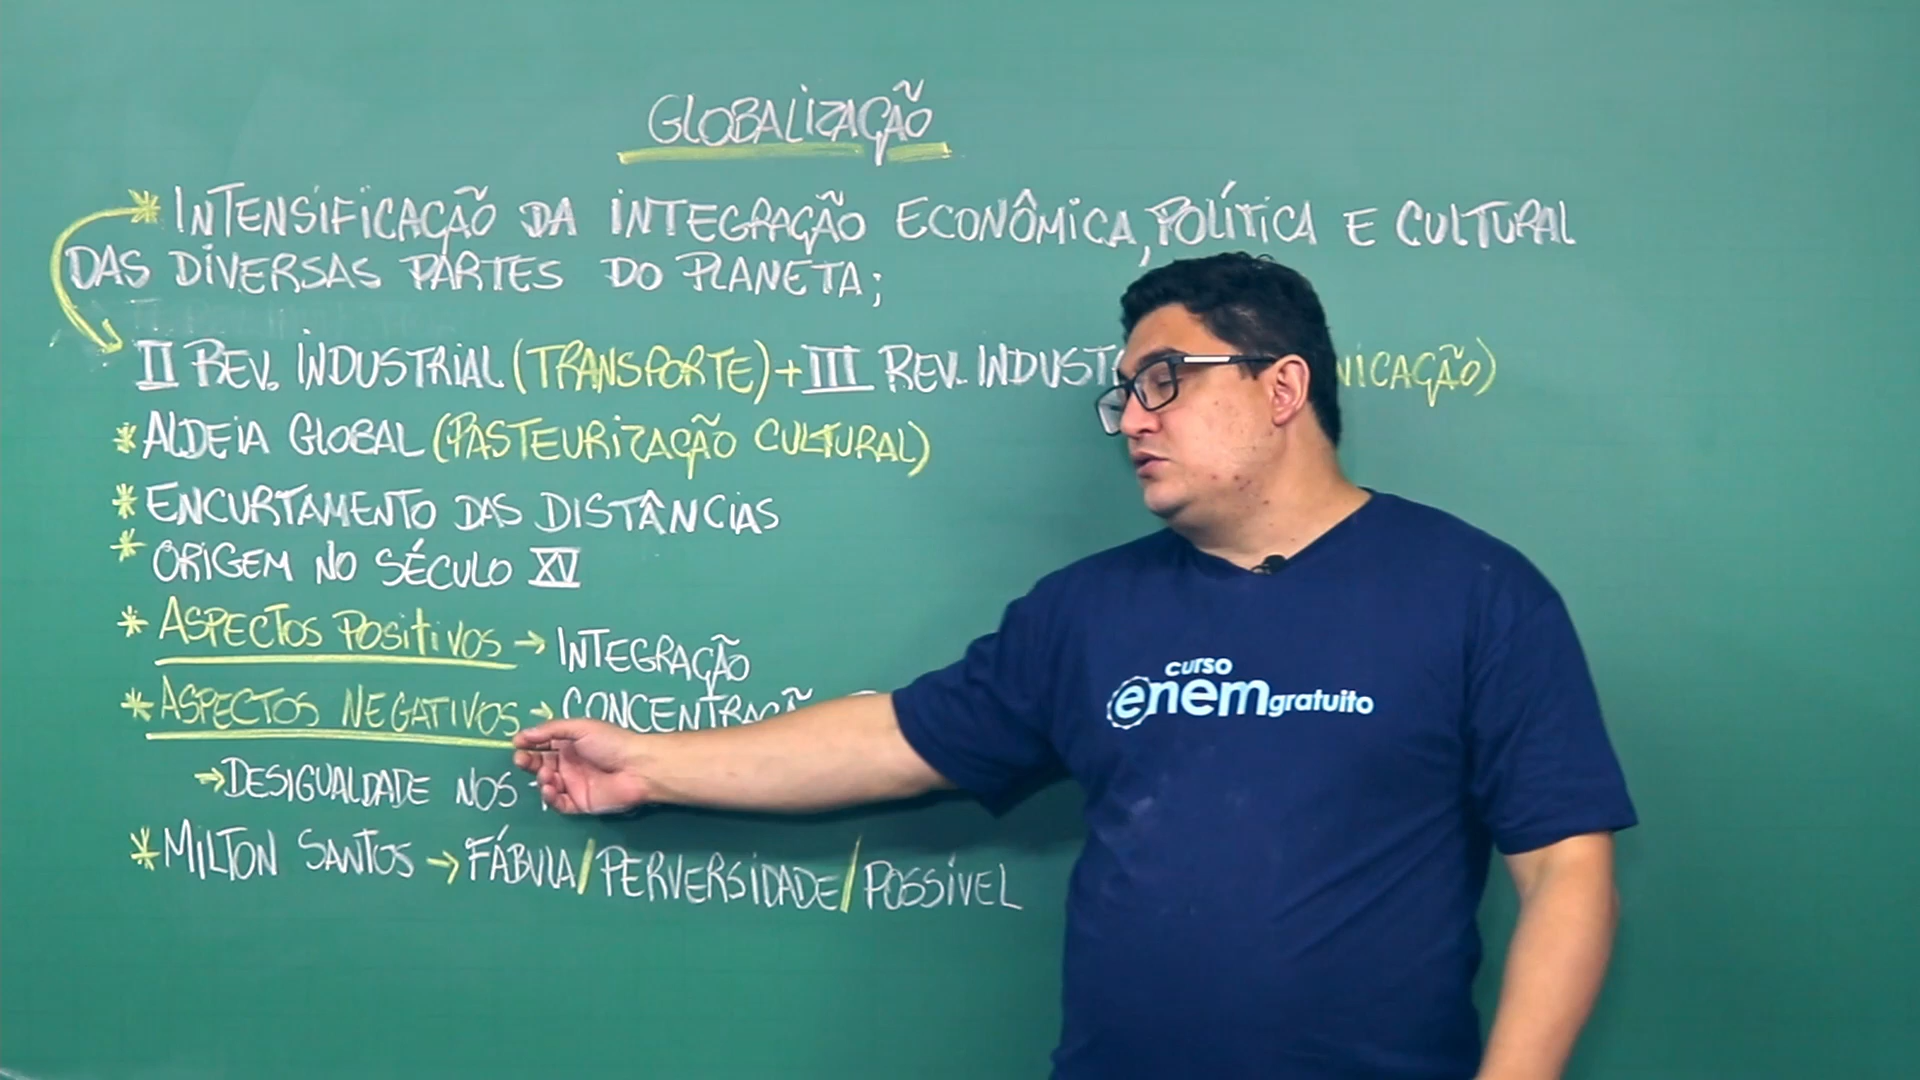 GLOBALIZAÇÃO
* INTENSIFICAÇÃO DA INTEGRAÇÃO ECONÔMICA, POLÍTICA E CULTURAL
DAS DIVERSAS PARTES DO PLANETA;
II REV. INDUSTRIAL (TRANSPORTE) + III REV. INDUST NICAÇÃO)
* ALDEIA GLOBAL (PASTEURIZAÇÃO CULTURAL)
* ENCURTAMENTO DAS DISTÂNCIAS
* ORIGEM NO SÉCULO XV
* ASPECTOS POSITIVOS → INTEGRAÇÃO
* ASPECTOS NEGATIVOS → CONCENTRAÇÃ
→ DESIGUALDADE NOS
* MILTON SANTOS → FÁBULA / PERVERSIDADE / POSSÍVEL
curso
enem gratuito